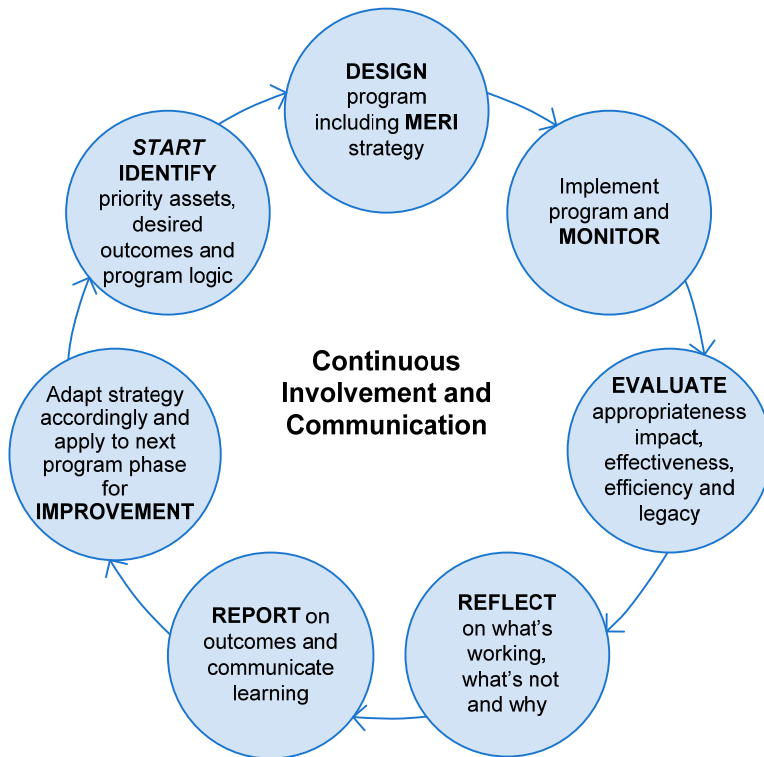 START
IDENTIFY
priority assets,
desired
outcomes and
program logic
DESIGN
program
including MERI
strategy
Implement
program and
MONITOR
EVALUATE
appropriateness
impact,
effectiveness,
efficiency and
legacy
REFLECT
on what's
working,
what's not
and why
REPORT on
outcomes and
communicate
learning
Adapt strategy
accordingly and
apply to next
program phase
for
IMPROVEMENT
Continuous
Involvement and
Communication